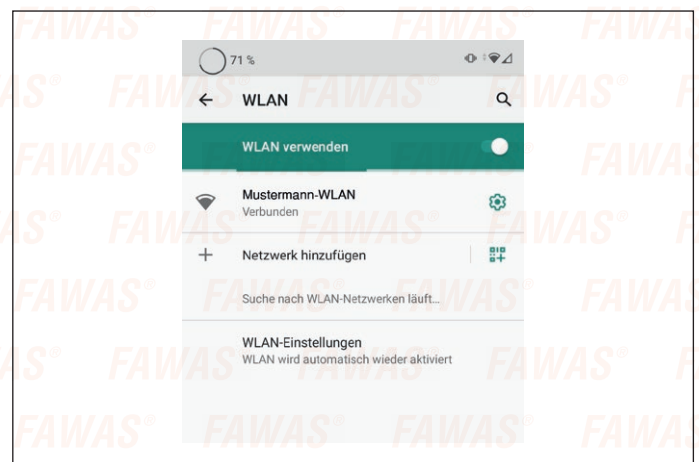 71 %
WLAN
WLAN verwenden
Mustermann-WLAN
Verbunden
Netzwerk hinzufügen
Suche nach WLAN-Netzwerken läuft...
WLAN-Einstellungen
WLAN wird automatisch wieder aktiviert
FAWAS®